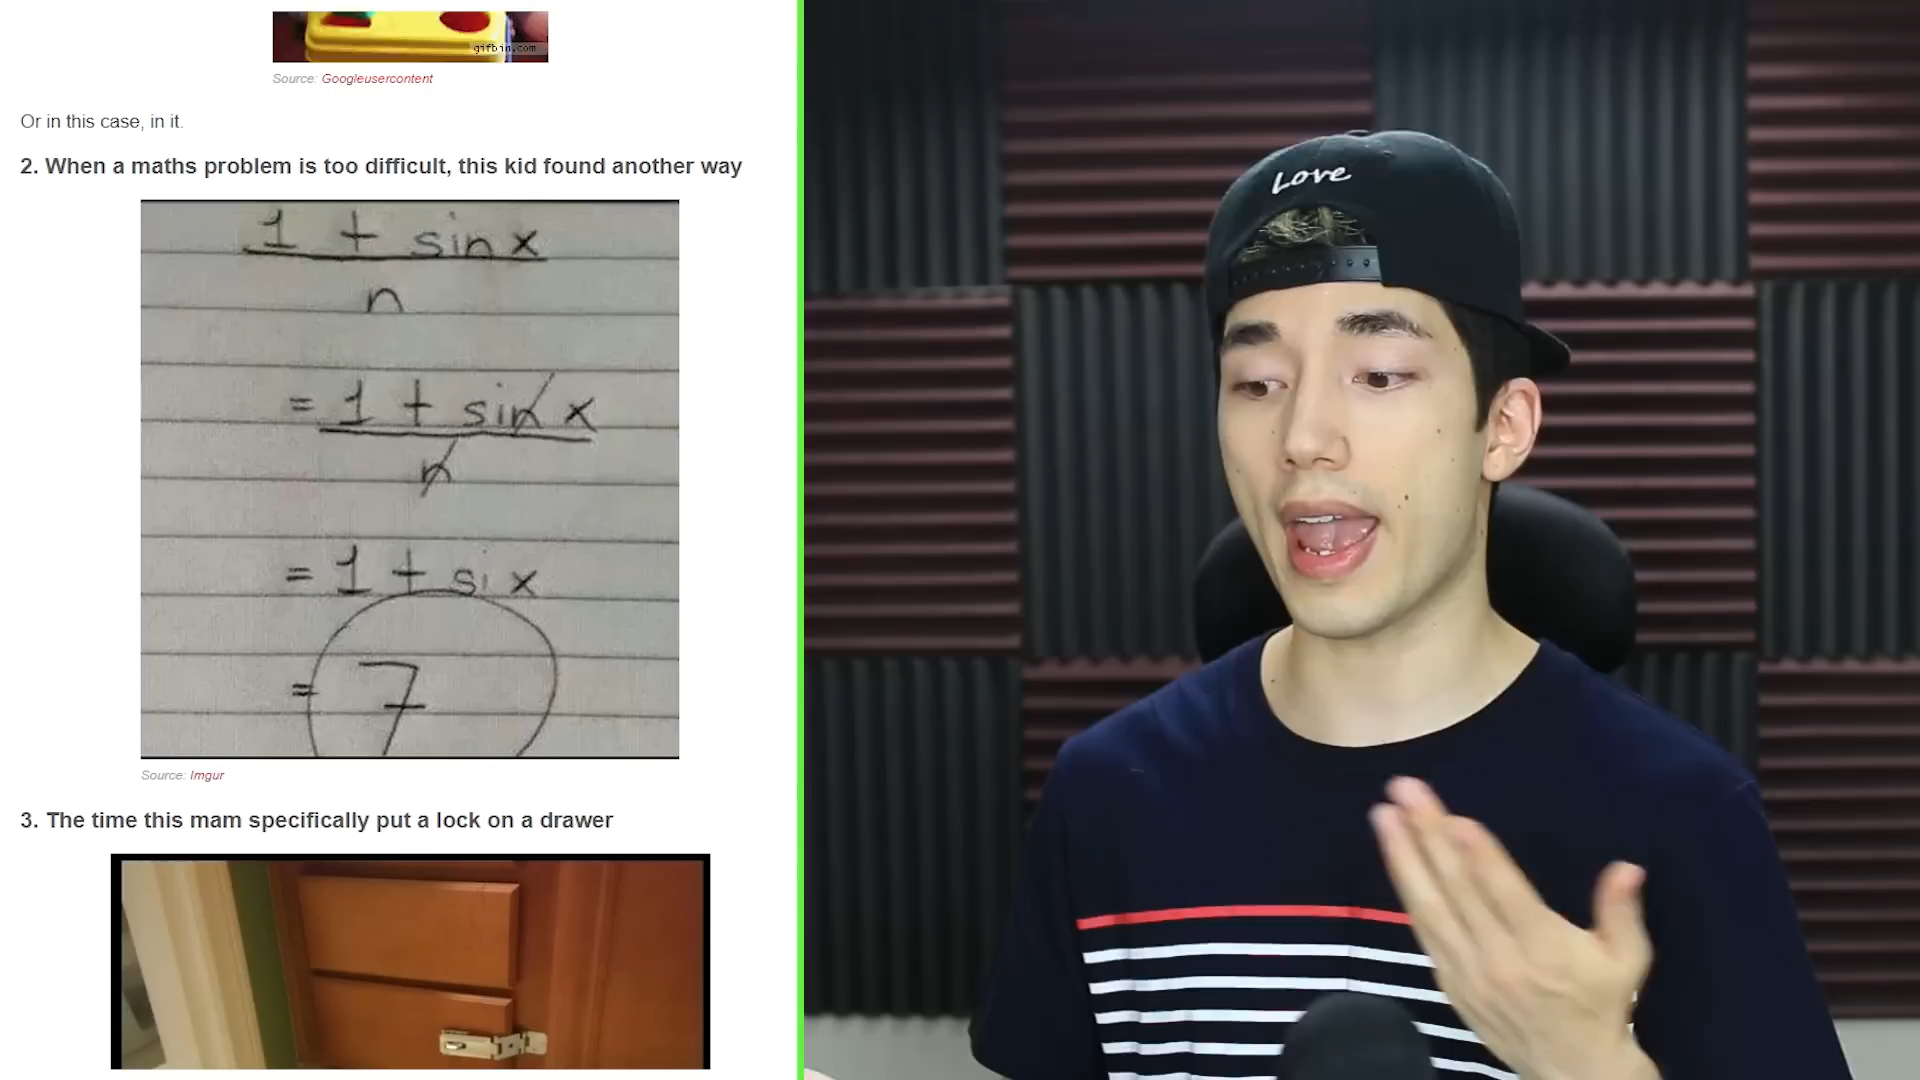 gifbin.com
Source: Googleusercontent
Or in this case, in it.
2. When a maths problem is too difficult, this kid found another way
1 + sin x
n
= 1 + sin x
n
= 1 + si x
= 7
Source: Imgur
3. The time this mam specifically put a lock on a drawer
Love